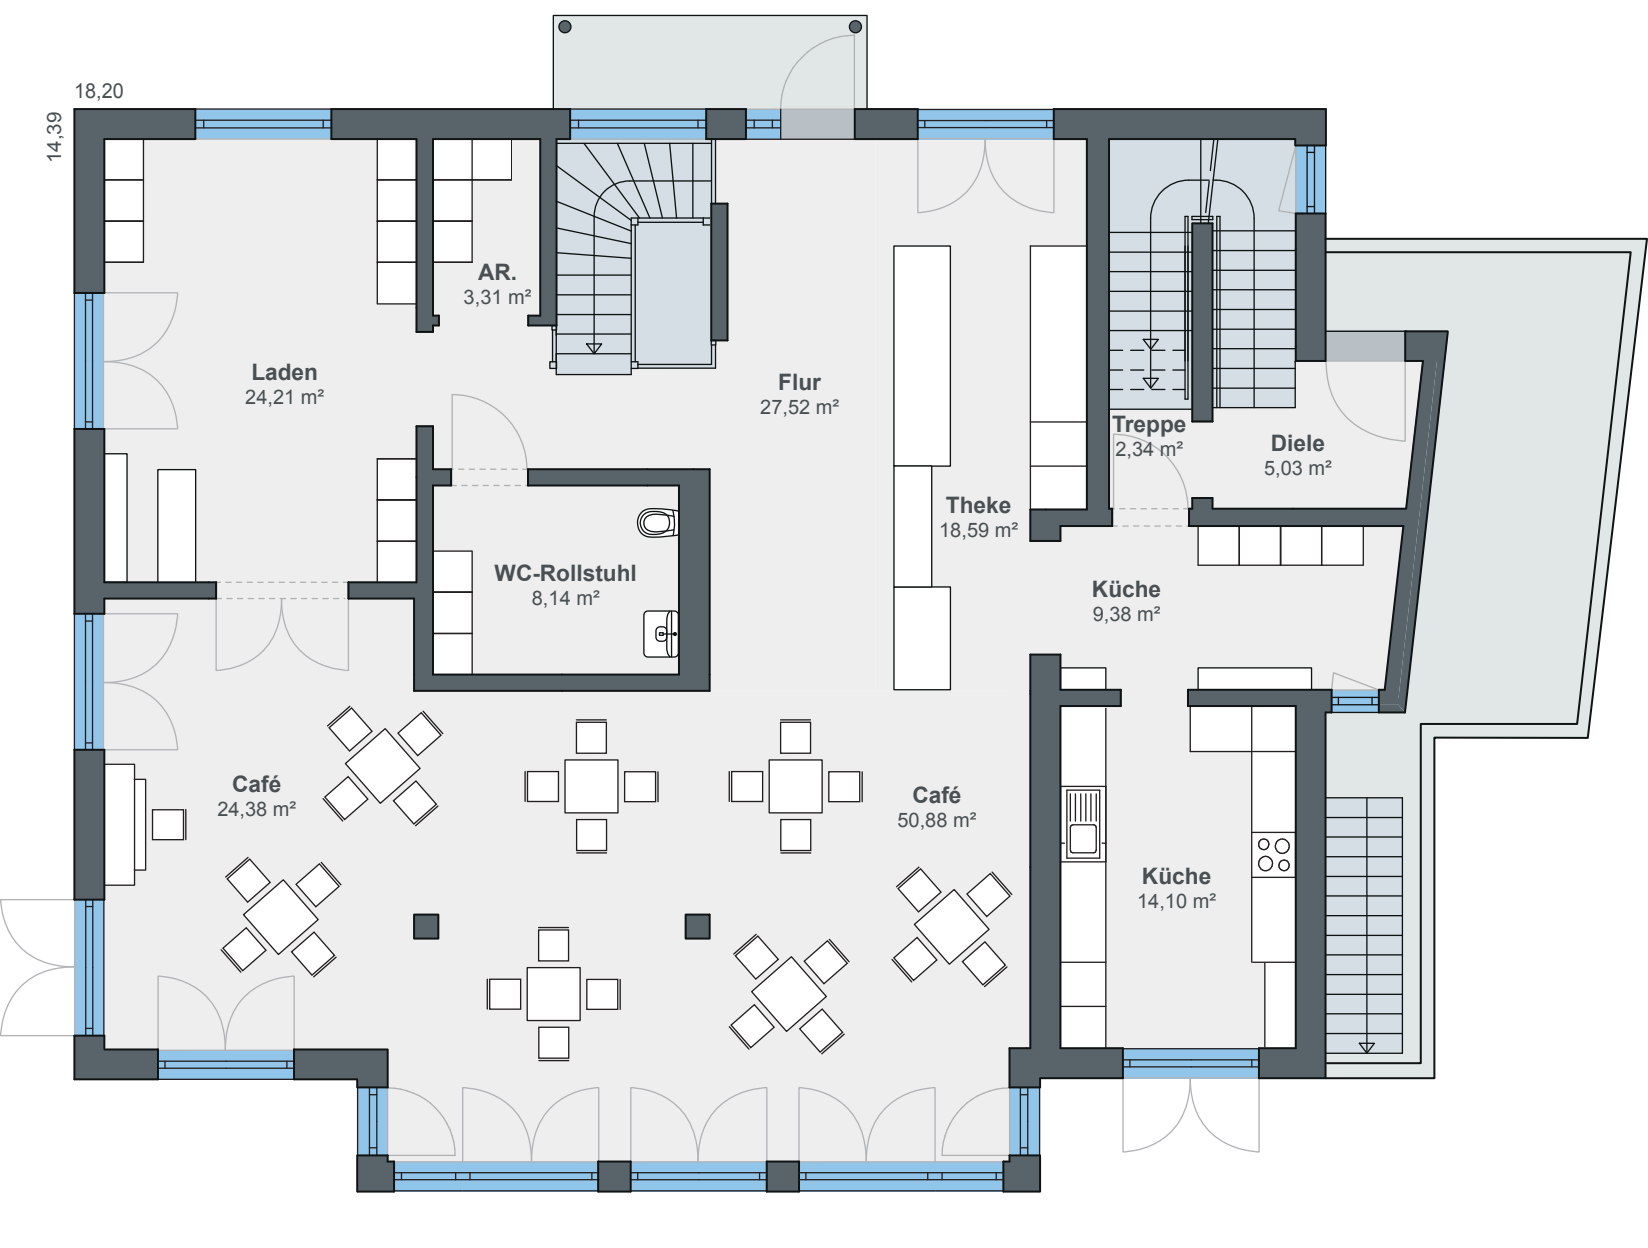 18,20
14,39
AR.
3,31 m²
Laden
24,21 m²
Flur
27,52 m²
Treppe
2,34 m²
Diele
5,03 m²
Theke
18,59 m²
WC-Rollstuhl
8,14 m²
Küche
9,38 m²
Café
24,38 m²
Café
50,88 m²
Küche
14,10 m²